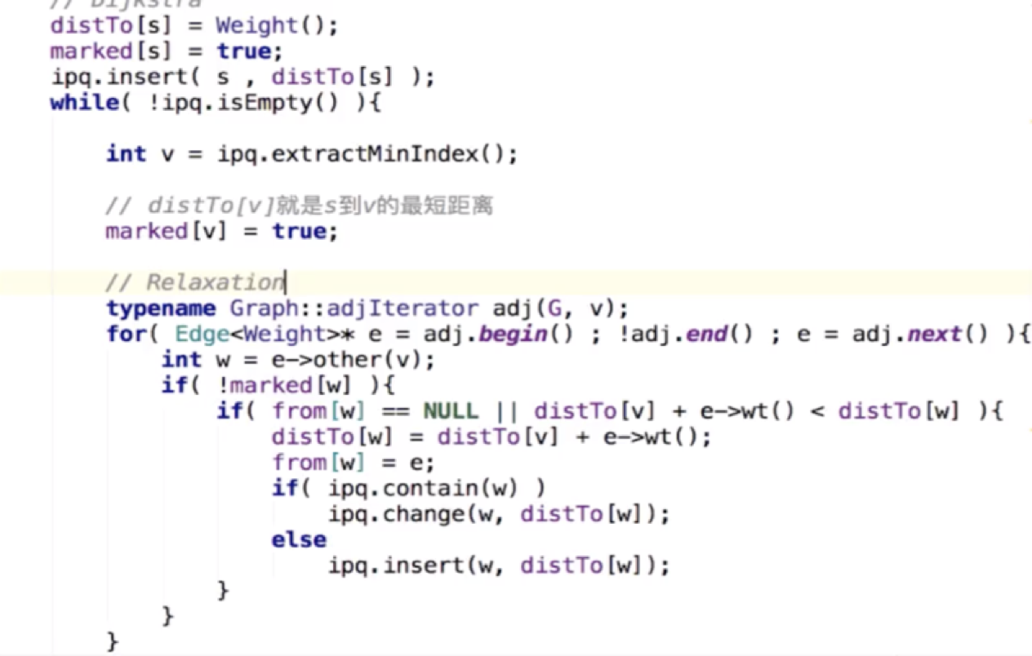 // Dijkstra
distTo[s] = Weight();
marked[s] = true;
ipq.insert( s , distTo[s] );
while( !ipq.isEmpty() ){
int v = ipq.extractMinIndex();
// distTo[v]就是s到v的最短距离
marked[v] = true;
// Relaxation
typename Graph::adjIterator adj(G, v);
for( Edge<Weight>* e = adj.begin() ; !adj.end() ; e = adj.next() ){
int w = e->other(v);
if( !marked[w] ){
if( from[w] == NULL || distTo[v] + e->wt() < distTo[w] ){
distTo[w] = distTo[v] + e->wt();
from[w] = e;
if( ipq.contain(w) )
ipq.change(w, distTo[w]);
else
ipq.insert(w, distTo[w]);
}
}
}